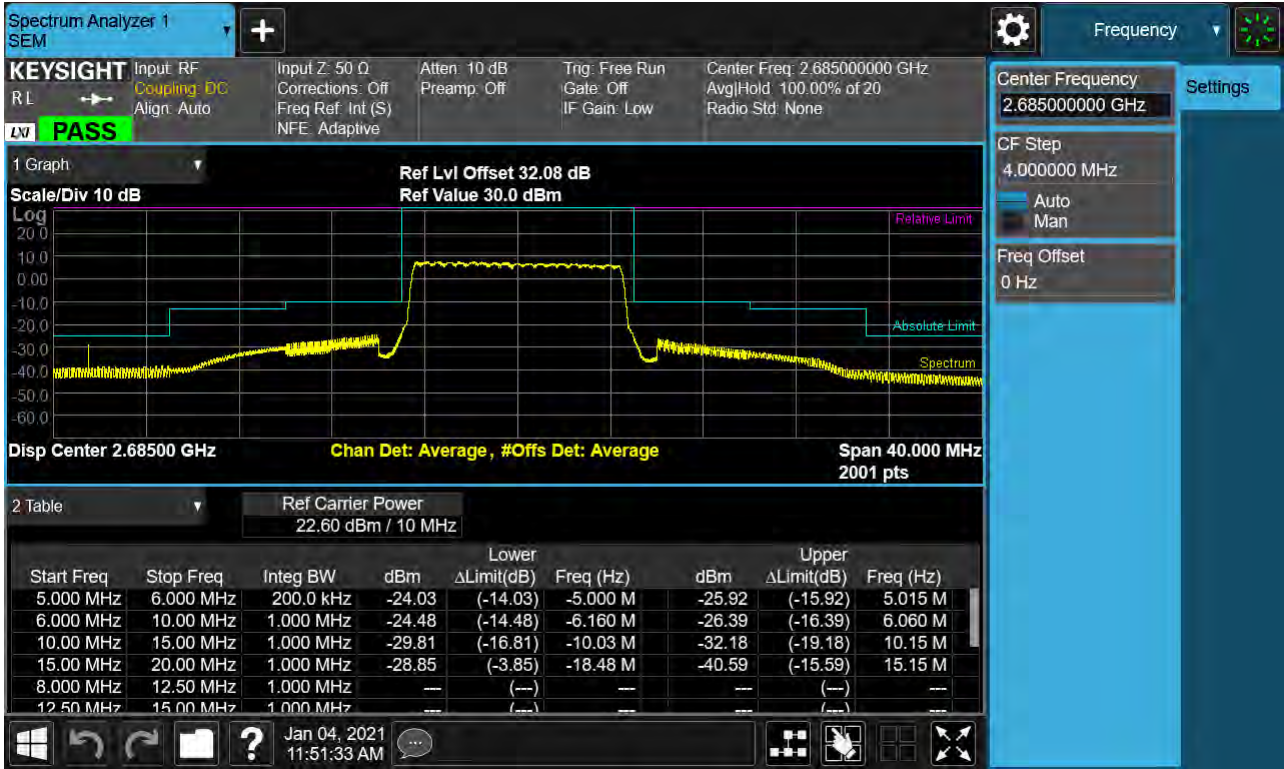 Spectrum Analyzer 1
SEM
Frequency
KEYSIGHT
R L
LXI
PASS
Input: RF
Coupling: DC
Align: Auto
Input Z: 50 Ω
Corrections: Off
Freq Ref: Int (S)
NFE: Adaptive
Atten: 10 dB
Preamp: Off
Trig: Free Run
Gate: Off
IF Gain: Low
Center Freq: 2.685000000 GHz
Avg|Hold: 100.00% of 20
Radio Std: None
Center Frequency
2.685000000 GHz
Settings
CF Step
4.000000 MHz
Auto
Man
Freq Offset
0 Hz
1 Graph
Scale/Div 10 dB
Ref Lvl Offset 32.08 dB
Ref Value 30.0 dBm
Log
20.0
10.0
0.00
-10.0
-20.0
-30.0
-40.0
-50.0
-60.0
Relative Limit
Absolute Limit
Spectrum
Disp Center 2.68500 GHz
Chan Det: Average , #Offs Det: Average
Span 40.000 MHz
2001 pts
2 Table
Ref Carrier Power
22.60 dBm / 10 MHz
Lower Upper
Start Freq Stop Freq Integ BW dBm ∆Limit(dB) Freq (Hz) dBm ∆Limit(dB) Freq (Hz)
5.000 MHz 6.000 MHz 200.0 kHz -24.03 (-14.03) -5.000 M -25.92 (-15.92) 5.015 M
6.000 MHz 10.00 MHz 1.000 MHz -24.48 (-14.48) -6.160 M -26.39 (-16.39) 6.060 M
10.00 MHz 15.00 MHz 1.000 MHz -29.81 (-16.81) -10.03 M -32.18 (-19.18) 10.15 M
15.00 MHz 20.00 MHz 1.000 MHz -28.85 (-3.85) -18.48 M -40.59 (-15.59) 15.15 M
8.000 MHz 12.50 MHz 1.000 MHz --- (---) --- --- (---) ---
12.50 MHz 15.00 MHz 1.000 MHz --- (---) --- --- (---) ---
?
Jan 04, 2021
11:51:33 AM